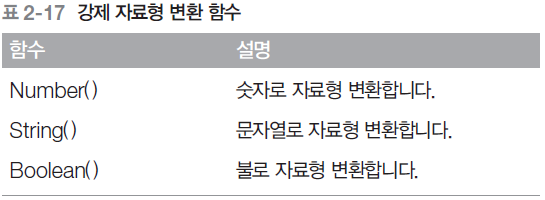 표 2-17 강제 자료형 변환 함수
함수 설명
Number() 숫자로 자료형 변환합니다.
String() 문자열로 자료형 변환합니다.
Boolean() 불로 자료형 변환합니다.